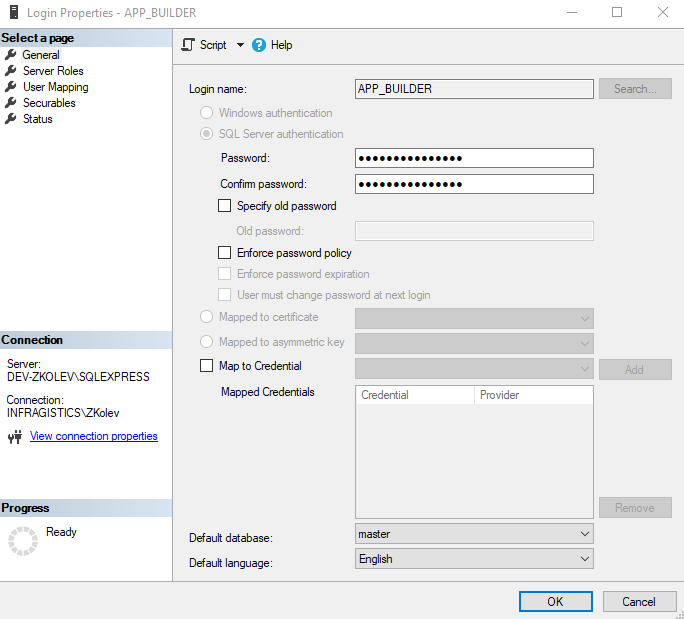 Login Properties - APP_BUILDER
Select a page
General
Server Roles
User Mapping
Securables
Status
Script
Help
Login name:
APP_BUILDER
Search...
Windows authentication
SQL Server authentication
Password:
●●●●●●●●●●●●●●●
Confirm password:
●●●●●●●●●●●●●●●
Specify old password
Old password:
Enforce password policy
Enforce password expiration
User must change password at next login
Mapped to certificate
Mapped to asymmetric key
Map to Credential
Add
Mapped Credentials
Credential
Provider
Remove
Default database:
master
Default language:
English
Connection
Server:
DEV-ZKOLEV\SQLEXPRESS
Connection:
INFRAGISTICS\ZKolev
View connection properties
Progress
Ready
OK
Cancel